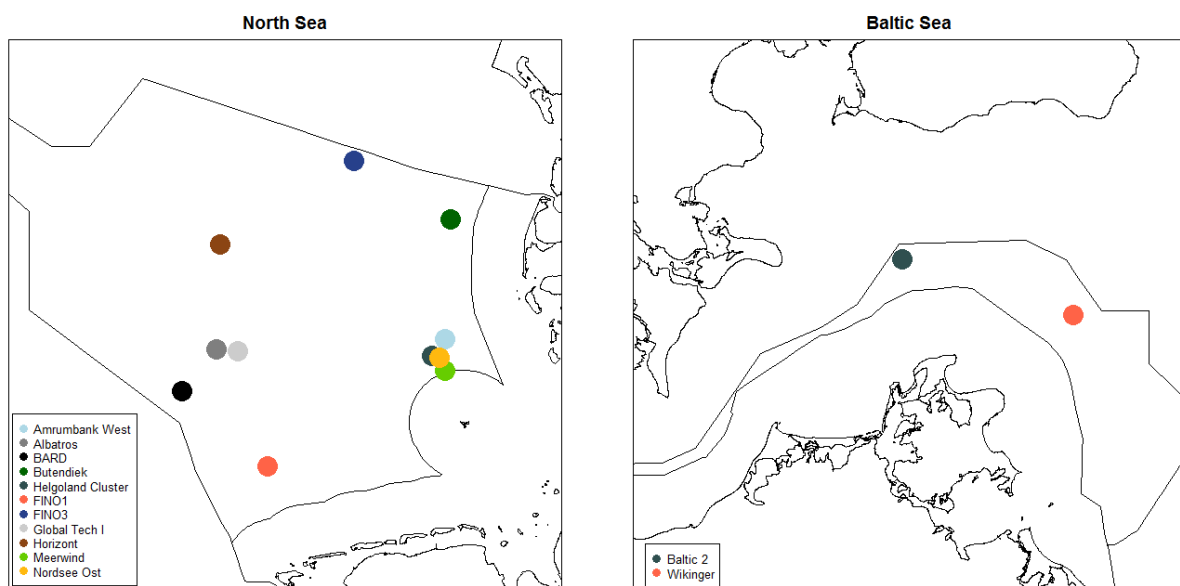 North Sea
Amrumbank West
Albatros
BARD
Butendiek
Helgoland Cluster
FINO1
FINO3
Global Tech I
Horizont
Meerwind
Nordsee Ost
Baltic Sea
Baltic 2
Wikinger